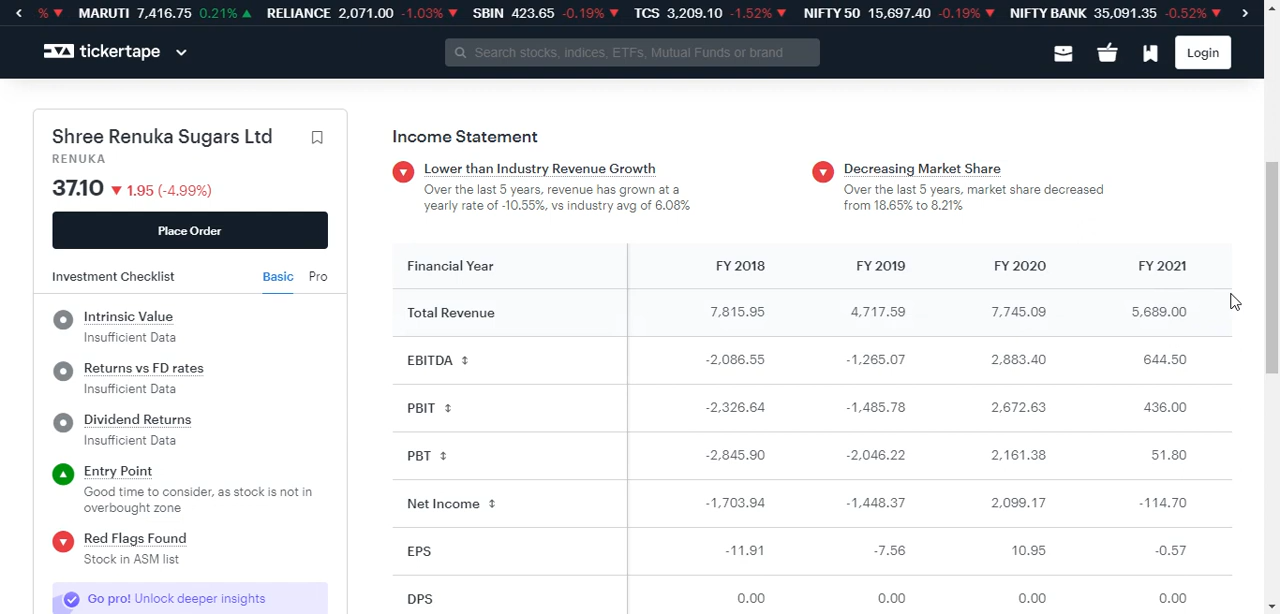 % MARUTI 7,416.75 0.21% RELIANCE 2,071.00 -1.03% SBIN 423.65 -0.19% TCS 3,209.10 -1.52% NIFTY 50 15,697.40 -0.19% NIFTY BANK 35,091.35 -0.52%
tickertape Search stocks, indices, ETFs, Mutual Funds or brand Login
Shree Renuka Sugars Ltd
RENUKA
37.10 1.95 (-4.99%)
Place Order
Investment Checklist Basic Pro
Intrinsic Value
Insufficient Data
Returns vs FD rates
Insufficient Data
Dividend Returns
Insufficient Data
Entry Point
Good time to consider, as stock is not in
overbought zone
Red Flags Found
Stock in ASM list
Go pro! Unlock deeper insights
Income Statement
Lower than Industry Revenue Growth
Over the last 5 years, revenue has grown at a
yearly rate of -10.55%, vs industry avg of 6.08%
Decreasing Market Share
Over the last 5 years, market share decreased
from 18.65% to 8.21%
Financial Year FY 2018 FY 2019 FY 2020 FY 2021
Total Revenue 7,815.95 4,717.59 7,745.09 5,689.00
EBITDA -2,086.55 -1,265.07 2,883.40 644.50
PBIT -2,326.64 -1,485.78 2,672.63 436.00
PBT -2,845.90 -2,046.22 2,161.38 51.80
Net Income -1,703.94 -1,448.37 2,099.17 -114.70
EPS -11.91 -7.56 10.95 -0.57
DPS 0.00 0.00 0.00 0.00